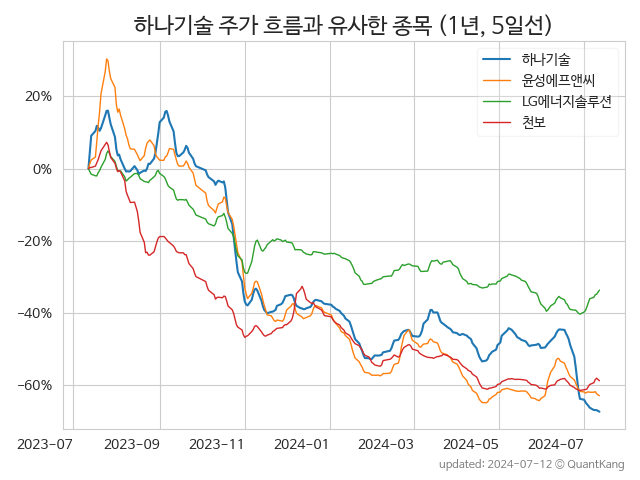 하나기술 주가 흐름과 유사한 종목 (1년, 5일선)
하나기술
윤성에프앤씨
LG에너지솔루션
천보
20%
0%
−20%
−40%
−60%
2023-07
2023-09
2023-11
2024-01
2024-03
2024-05
2024-07
updated: 2024-07-12 © QuantKang